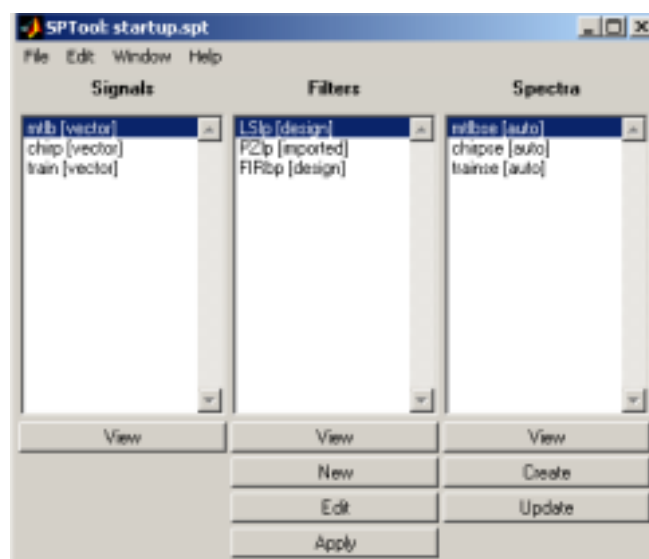 SPTool: startup.spt
File Edit Window Help
Signals
mtlb [vector]
chirp [vector]
train [vector]
View
Filters
LSlp [design]
PZlp [imported]
FIRbp [design]
View
New
Edit
Apply
Spectra
mtlbse [auto]
chirpse [auto]
trainse [auto]
View
Create
Update